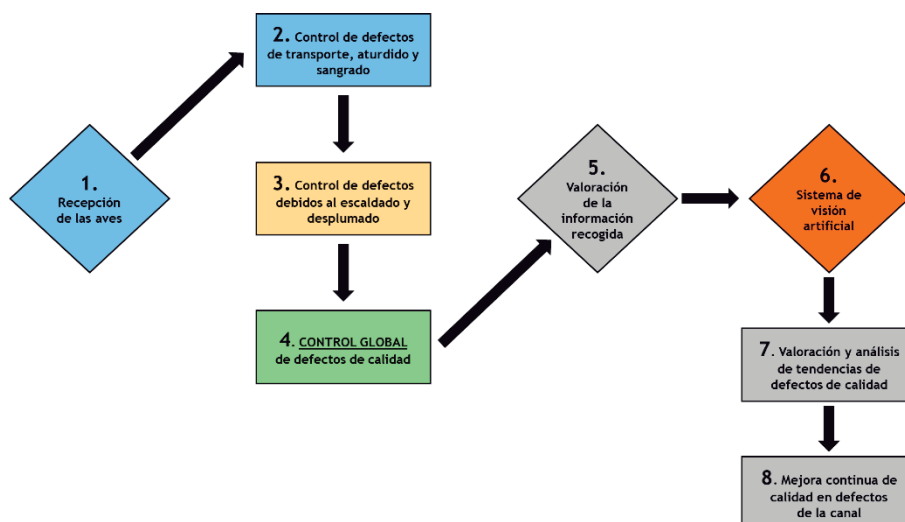 1.
Recepción
de las aves
2. Control de defectos
de transporte, aturdido y
sangrado
3. Control de defectos
debidos al escaldado y
desplumado
4. CONTROL GLOBAL
de defectos de calidad
5.
Valoración
de la
información
recogida
6.
Sistema de
visión
artificial
7. Valoración y análisis
de tendencias de
defectos de calidad
8. Mejora continua de
calidad en defectos
de la canal